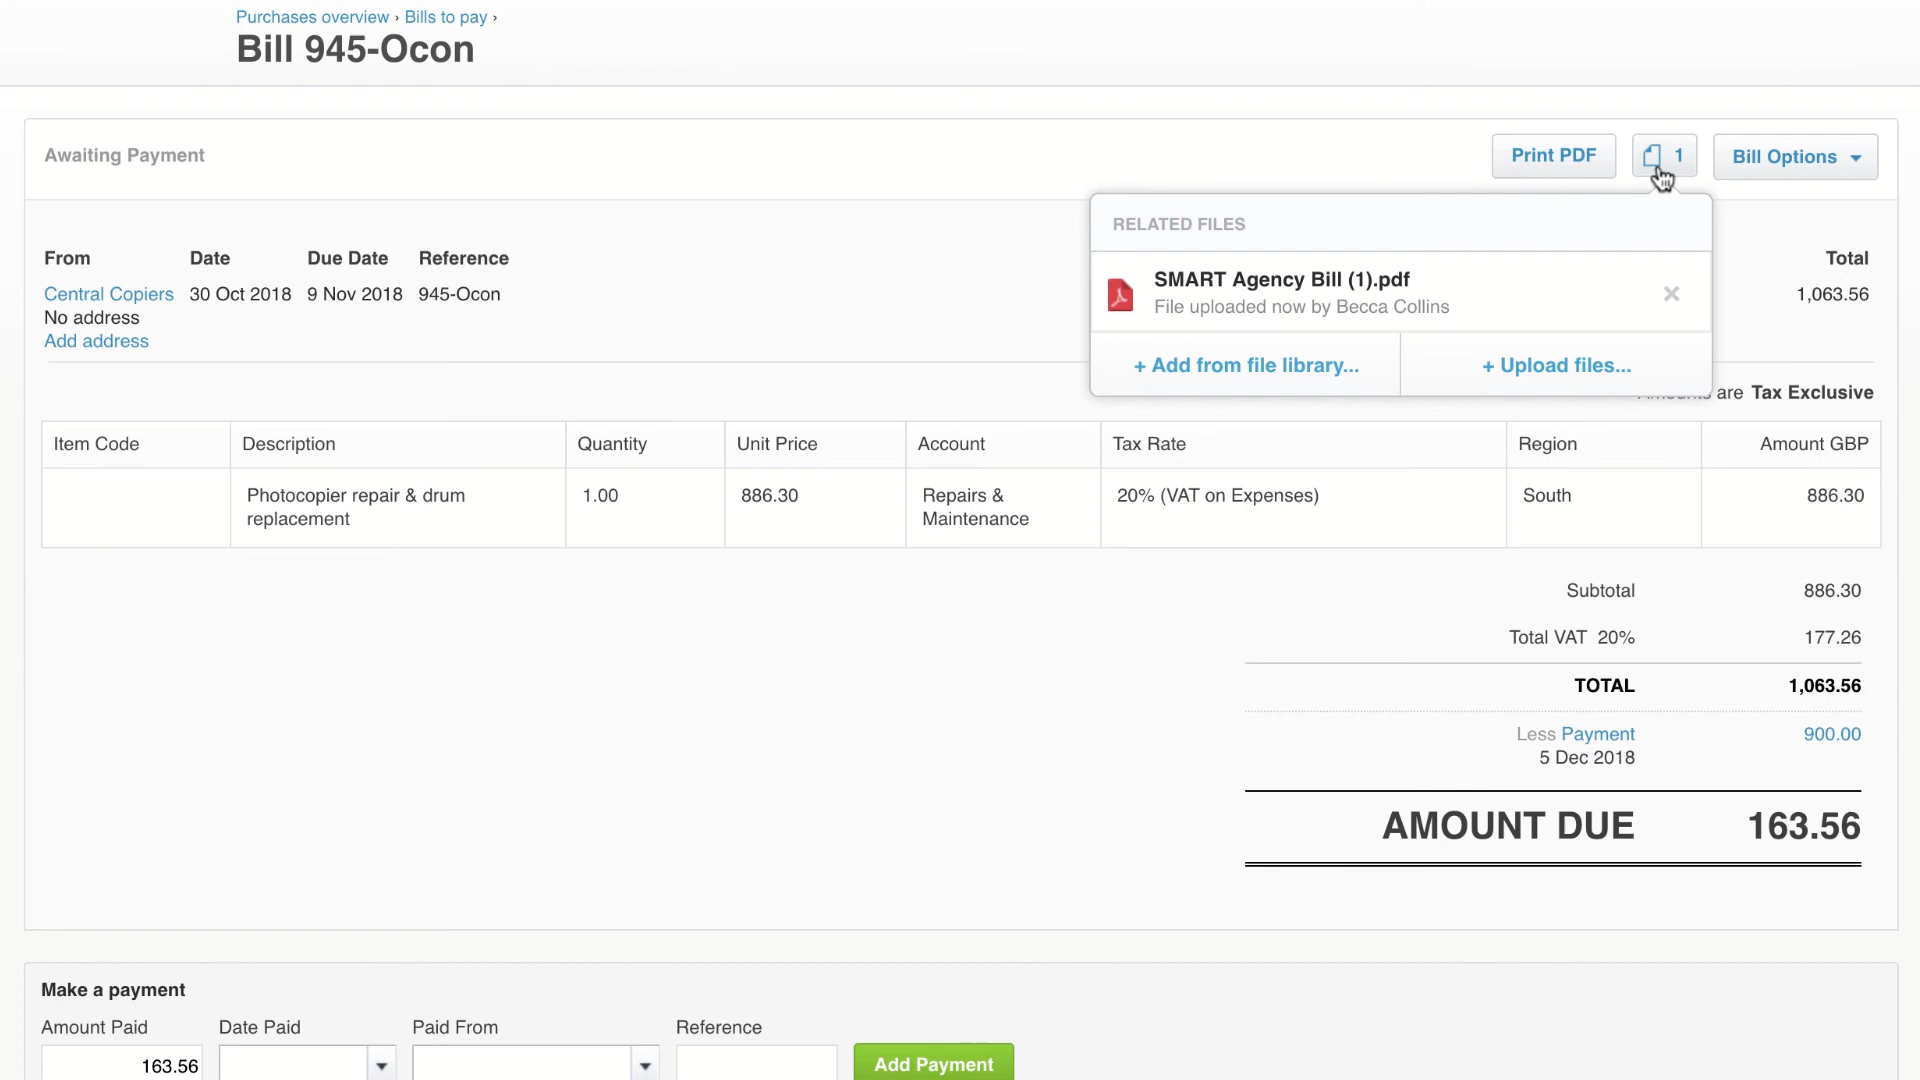 Purchases overview › Bills to pay ›
Bill 945-Ocon
Awaiting Payment
Print PDF
1
Bill Options
RELATED FILES
SMART Agency Bill (1).pdf
File uploaded now by Becca Collins
+ Add from file library...
+ Upload files...
From Date Due Date Reference Total
Central Copiers 30 Oct 2018 9 Nov 2018 945-Ocon 1,063.56
No address
Add address
are Tax Exclusive
Item Code Description Quantity Unit Price Account Tax Rate Region Amount GBP
Photocopier repair & drum 1.00 886.30 Repairs & 20% (VAT on Expenses) South 886.30
replacement Maintenance
Subtotal 886.30
Total VAT 20% 177.26
TOTAL 1,063.56
Less Payment 900.00
5 Dec 2018
AMOUNT DUE 163.56
Make a payment
Amount Paid Date Paid Paid From Reference
163.56 Add Payment